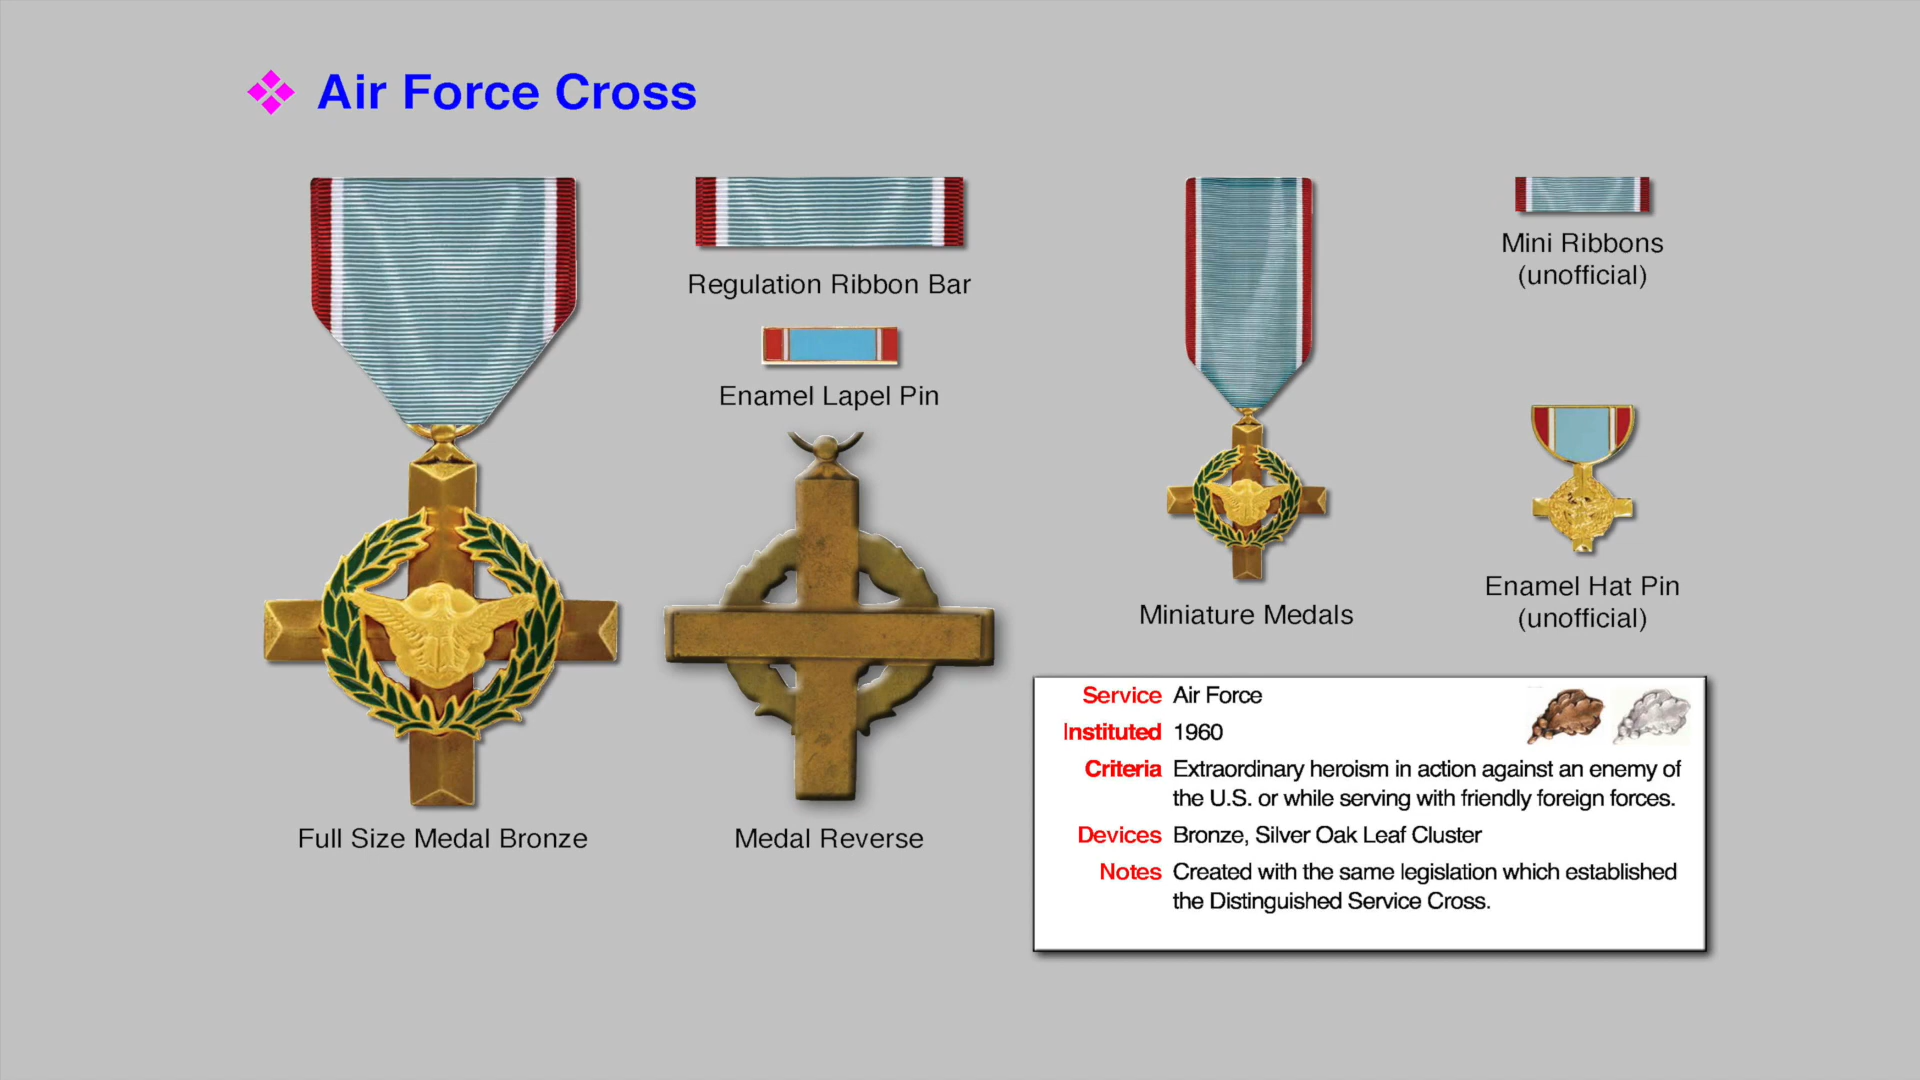 Air Force Cross
Regulation Ribbon Bar
Enamel Lapel Pin
Full Size Medal Bronze
Medal Reverse
Miniature Medals
Mini Ribbons
(unofficial)
Enamel Hat Pin
(unofficial)
Service Air Force
Instituted 1960
Criteria Extraordinary heroism in action against an enemy of
the U.S. or while serving with friendly foreign forces.
Devices Bronze, Silver Oak Leaf Cluster
Notes Created with the same legislation which established
the Distinguished Service Cross.